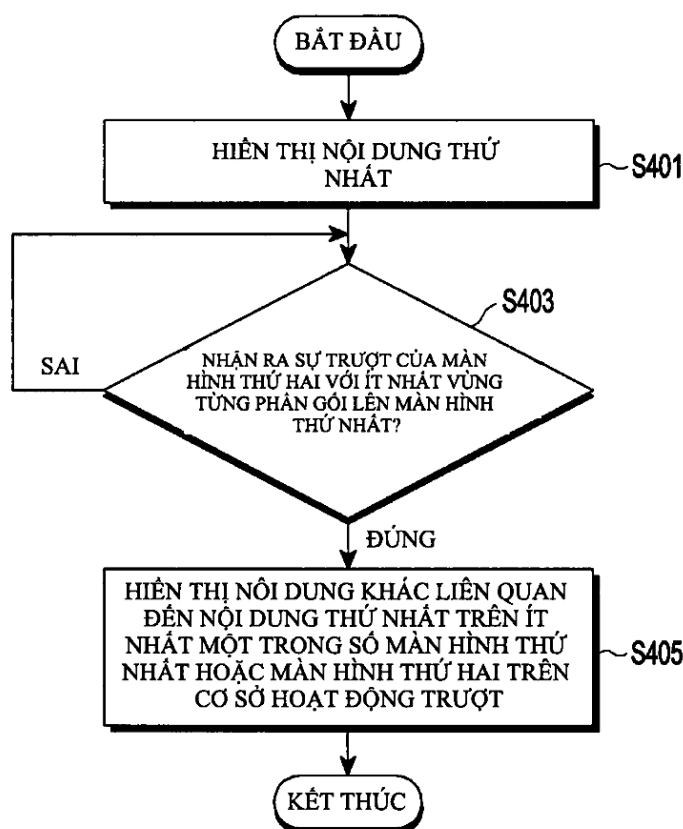 BẮT ĐẦU
HIỂN THỊ NỘI DUNG THỨ
NHẤT
S401
S403
NHẬN RA SỰ TRƯỢT CỦA MÀN
HÌNH THỨ HAI VỚI ÍT NHẤT VÙNG
TỪNG PHẦN GỐI LÊN MÀN HÌNH
THỨ NHẤT?
SAI
ĐÚNG
HIỂN THỊ NỘI DUNG KHÁC LIÊN QUAN
ĐẾN NỘI DUNG THỨ NHẤT TRÊN ÍT
NHẤT MỘT TRONG SỐ MÀN HÌNH THỨ
NHẤT HOẶC MÀN HÌNH THỨ HAI TRÊN
CƠ SỞ HOẠT ĐỘNG TRƯỢT
S405
KẾT THÚC